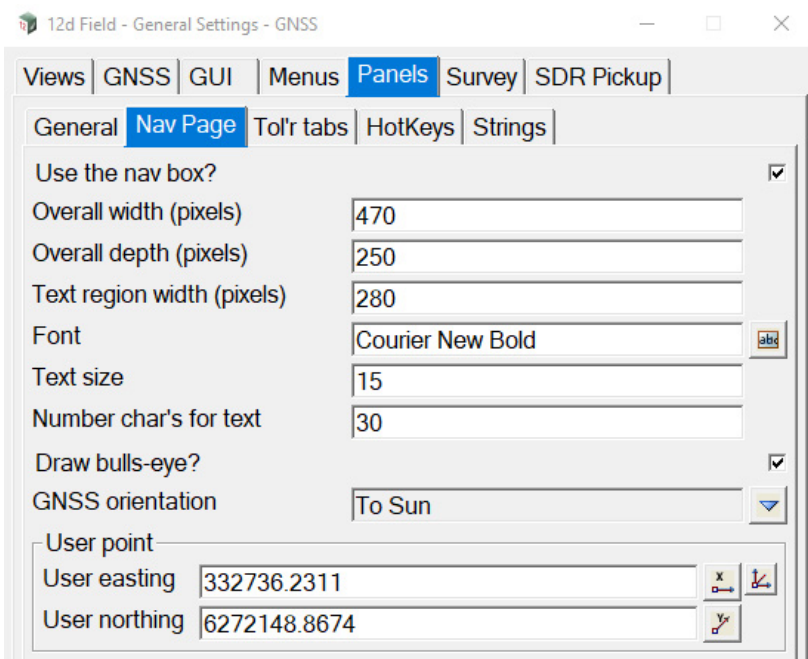 12d Field - General Settings - GNSS
Views GNSS GUI Menus Panels Survey SDR Pickup
General Nav Page Tol'r tabs HotKeys Strings
Use the nav box?
Overall width (pixels) 470
Overall depth (pixels) 250
Text region width (pixels) 280
Font Courier New Bold abc
Text size 15
Number char's for text 30
Draw bulls-eye?
GNSS orientation To Sun
User point
User easting 332736.2311 X
User northing 6272148.8674 Y